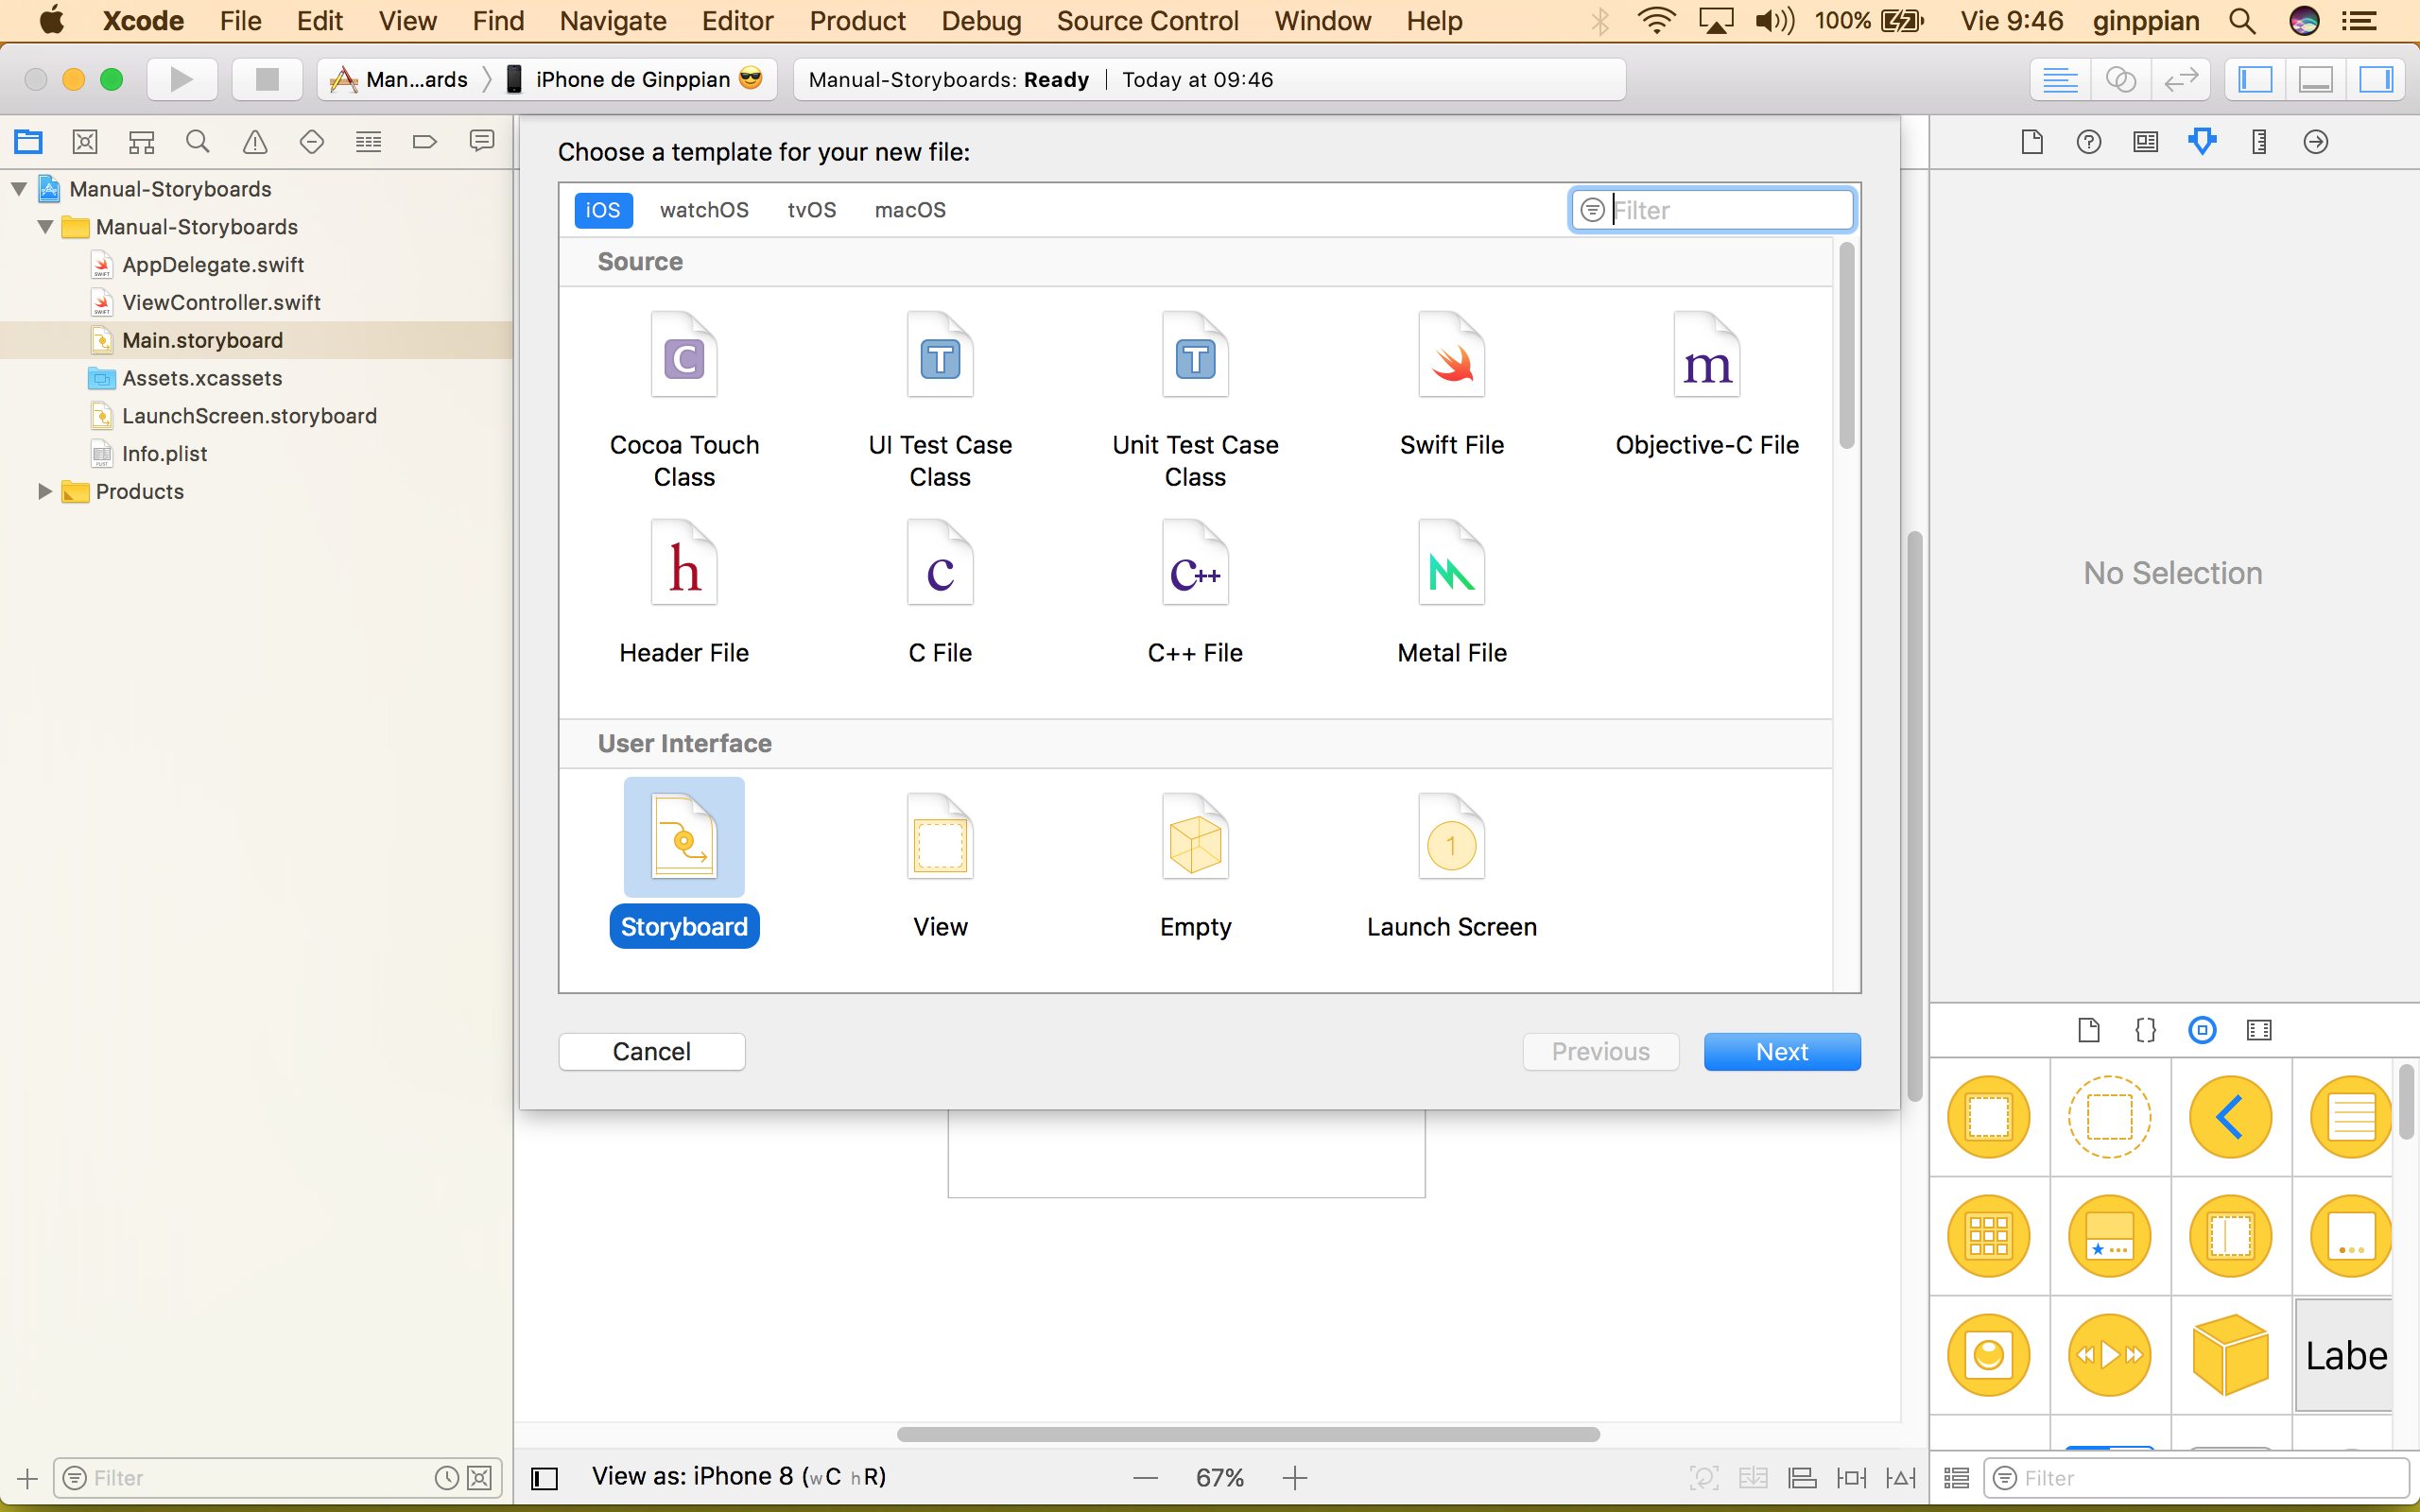 Xcode File Edit View Find Navigate Editor Product Debug Source Control Window Help 100% Vie 9:46 ginppian
Man...ards iPhone de Ginppian 😎 Manual-Storyboards: Ready | Today at 09:46
Choose a template for your new file:
iOS watchOS tvOS macOS Filter
Manual-Storyboards
Manual-Storyboards
AppDelegate.swift
ViewController.swift
Main.storyboard
Assets.xcassets
LaunchScreen.storyboard
Info.plist
Products
Source
C T T m
Cocoa Touch Class
UI Test Case Class
Unit Test Case Class
Swift File
Objective-C File
h c C++
Header File
C File
C++ File
Metal File
User Interface
1
Storyboard
View
Empty
Launch Screen
Cancel Previous Next
No Selection
{}
Labe
Filter
View as: iPhone 8 (wC hR) 67%
Filter